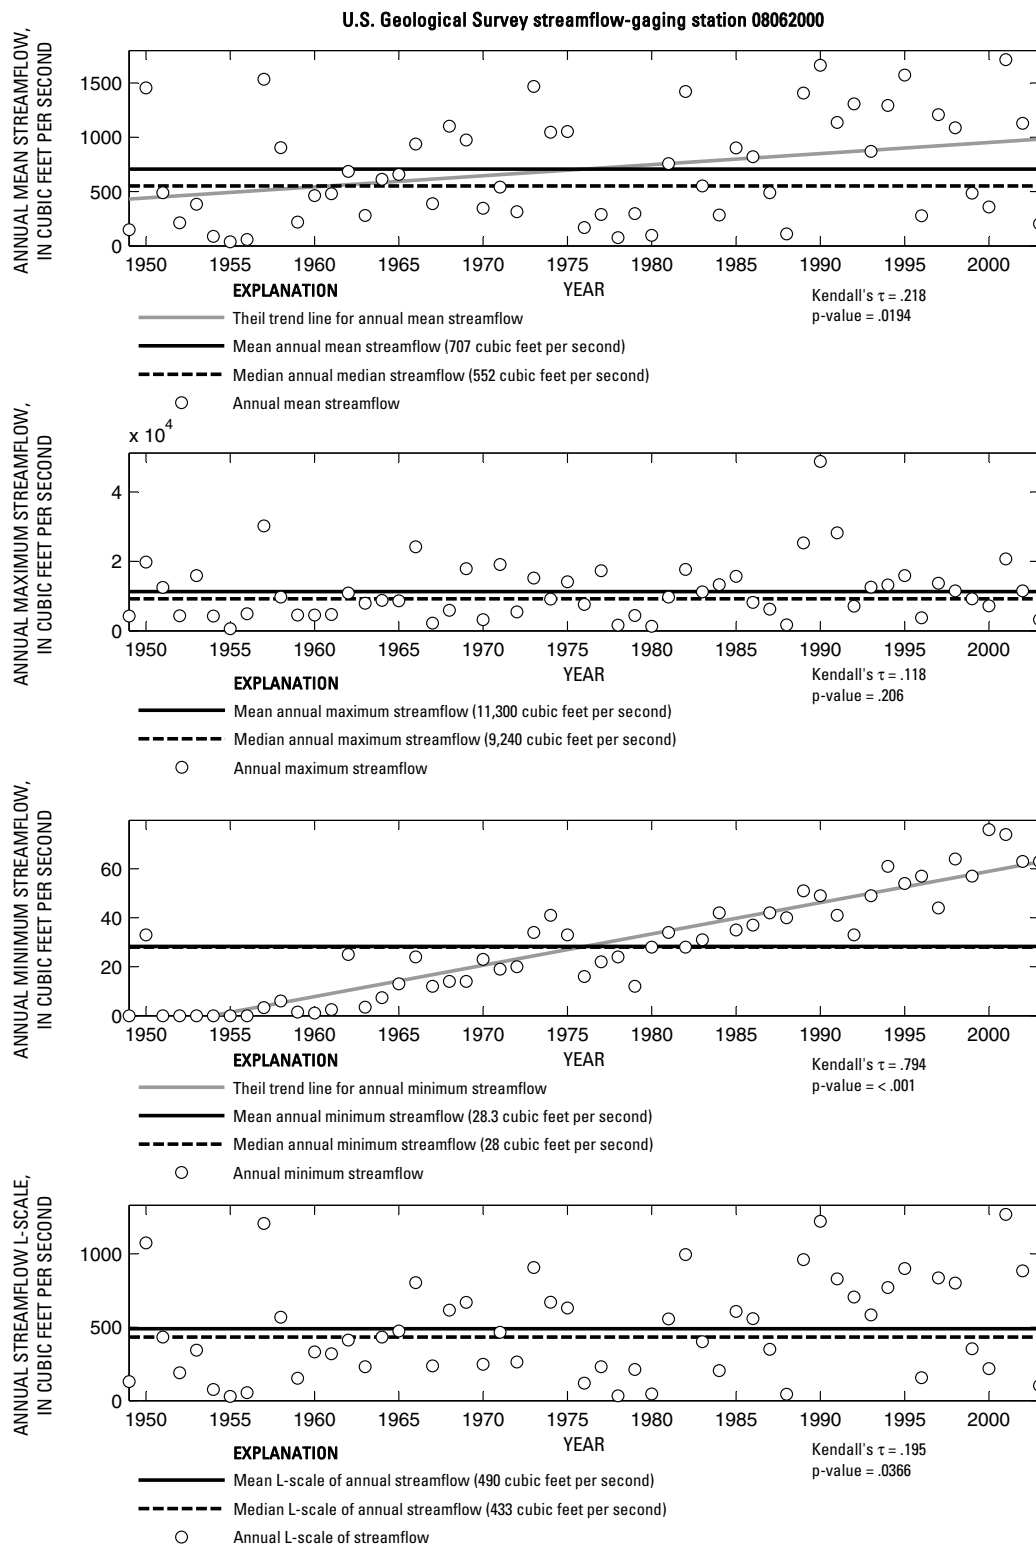 U.S. Geological Survey streamflow-gaging station 08062000
ANNUAL MEAN STREAMFLOW,
IN CUBIC FEET PER SECOND
1500
1000
500
0
1950 1955 1960 1965 1970 1975 1980 1985 1990 1995 2000
YEAR
Kendall's τ = .218
p-value = .0194
EXPLANATION
Theil trend line for annual mean streamflow
Mean annual mean streamflow (707 cubic feet per second)
Median annual median streamflow (552 cubic feet per second)
Annual mean streamflow
ANNUAL MAXIMUM STREAMFLOW,
IN CUBIC FEET PER SECOND
x 10⁴
4
2
0
1950 1955 1960 1965 1970 1975 1980 1985 1990 1995 2000
YEAR
Kendall's τ = .118
p-value = .206
EXPLANATION
Mean annual maximum streamflow (11,300 cubic feet per second)
Median annual maximum streamflow (9,240 cubic feet per second)
Annual maximum streamflow
ANNUAL MINIMUM STREAMFLOW,
IN CUBIC FEET PER SECOND
60
40
20
0
1950 1955 1960 1965 1970 1975 1980 1985 1990 1995 2000
YEAR
Kendall's τ = .794
p-value = < .001
EXPLANATION
Theil trend line for annual minimum streamflow
Mean annual minimum streamflow (28.3 cubic feet per second)
Median annual minimum streamflow (28 cubic feet per second)
Annual minimum streamflow
ANNUAL STREAMFLOW L-SCALE,
IN CUBIC FEET PER SECOND
1000
500
0
1950 1955 1960 1965 1970 1975 1980 1985 1990 1995 2000
YEAR
Kendall's τ = .195
p-value = .0366
EXPLANATION
Mean L-scale of annual streamflow (490 cubic feet per second)
Median L-scale of annual streamflow (433 cubic feet per second)
Annual L-scale of streamflow